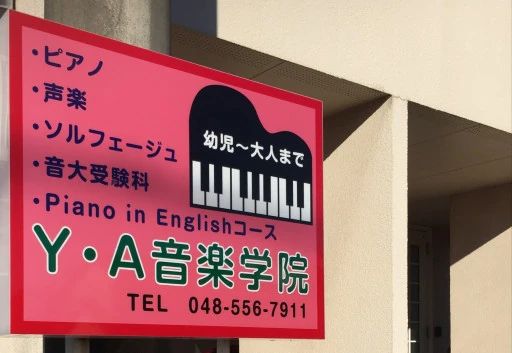 ・ピアノ
・声楽
・ソルフェージュ
・音大受験科
・Piano in Englishコース
幼児～大人まで
Y・A音楽学院
TEL 048-556-7911